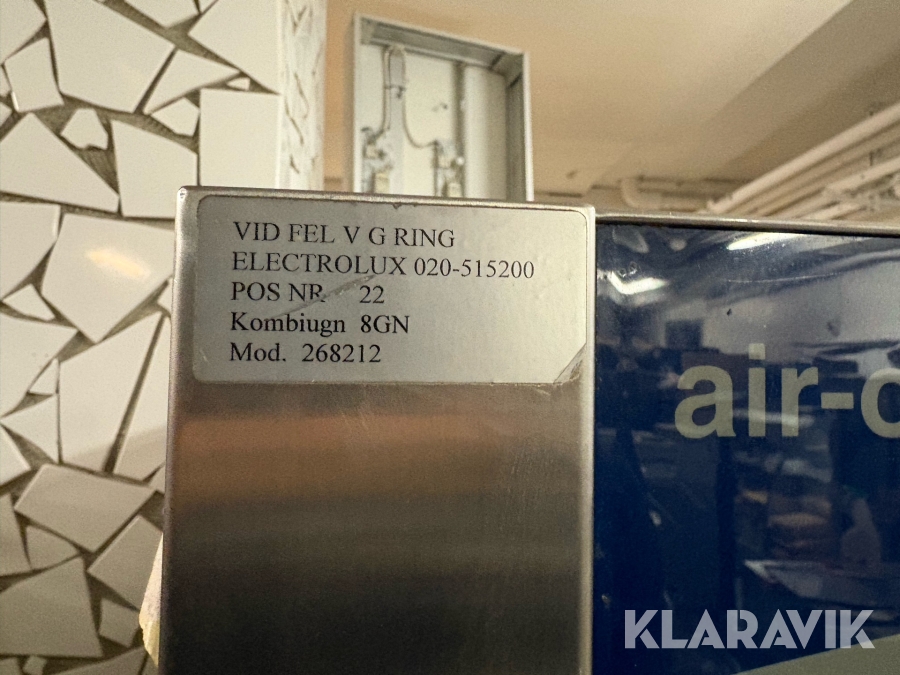 VID FEL V G RING
ELECTROLUX 020-515200
POS NR 22
Kombiugn 8GN
Mod. 268212
air-c
KLARAVIK